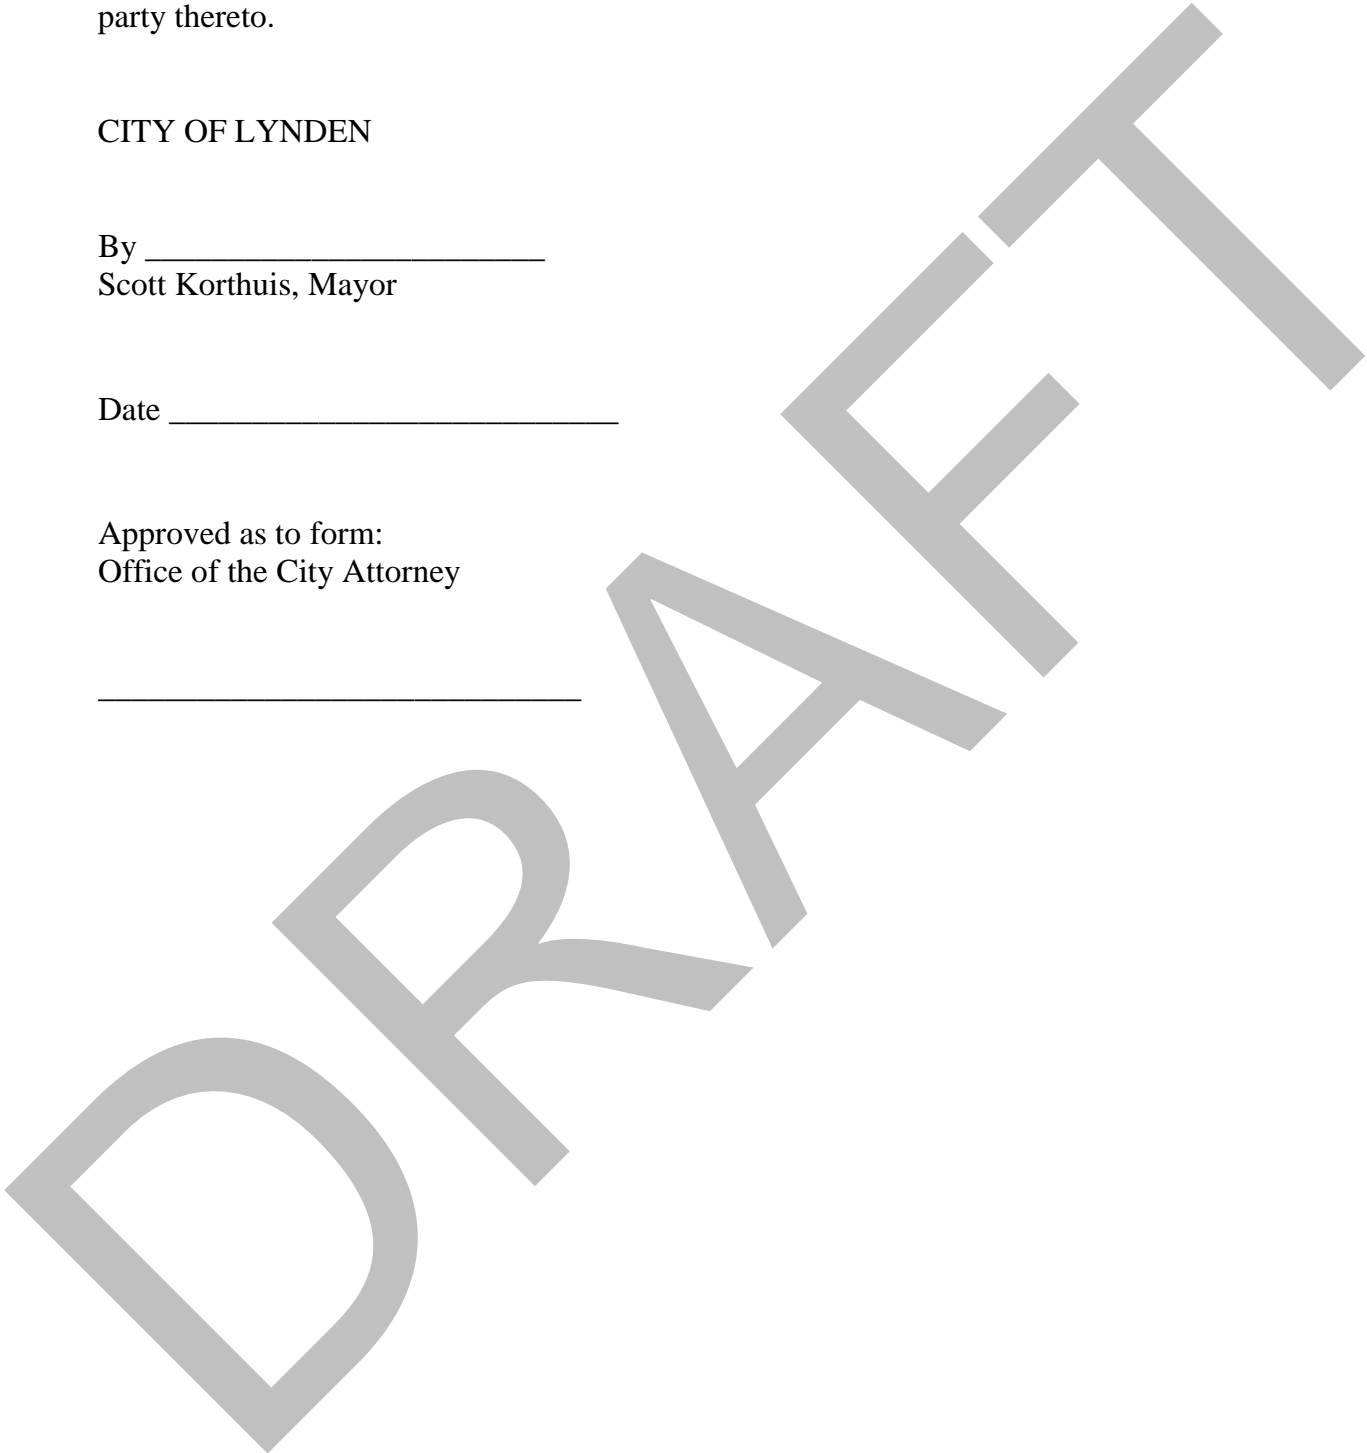 party thereto.
CITY OF LYNDEN
By ________________________
Scott Korthuis, Mayor
Date ___________________________
Approved as to form:
Office of the City Attorney
_____________________________
DRAFT